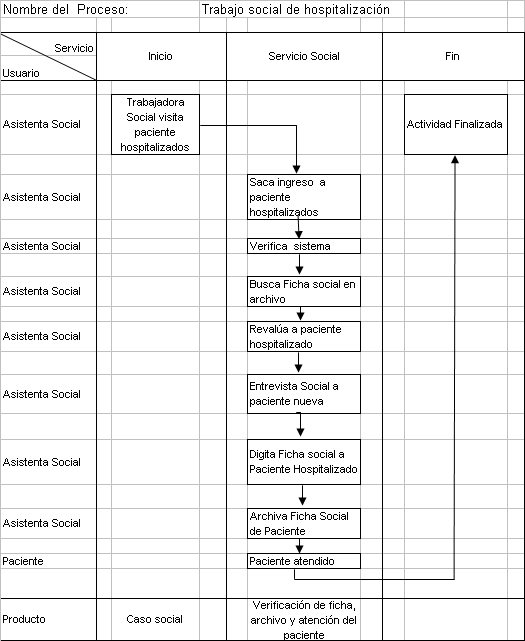 Nombre del Proceso: Trabajo social de hospitalización
Servicio
Usuario
Inicio
Servicio Social
Fin
Asistenta Social
Trabajadora
Social visita
paciente
hospitalizados
Actividad Finalizada
Asistenta Social
Saca ingreso a
paciente
hospitalizados
Asistenta Social
Verifica sistema
Asistenta Social
Busca Ficha social en
archivo
Asistenta Social
Revalúa a paciente
hospitalizado
Asistenta Social
Entrevista Social a
paciente nueva
Asistenta Social
Digita Ficha social a
Paciente Hospitalizado
Asistenta Social
Archiva Ficha Social
de Paciente
Paciente
Paciente atendido
Producto
Caso social
Verificación de ficha,
archivo y atención del
paciente